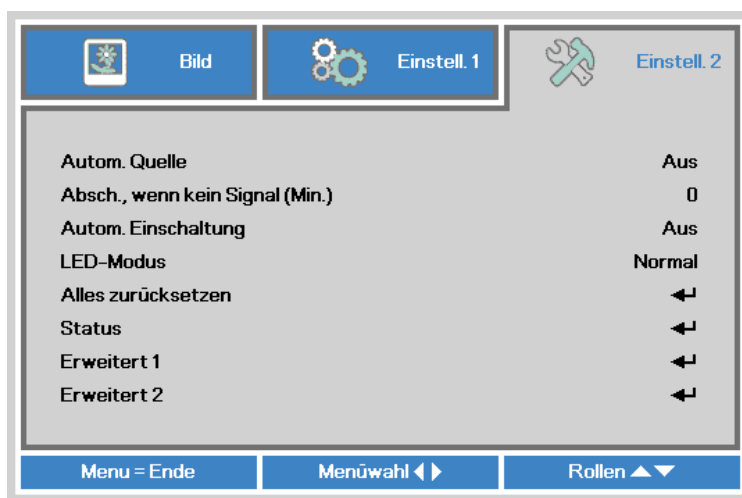 Bild Einstell. 1 Einstell. 2
Autom. Quelle Aus
Absch., wenn kein Signal (Min.) 0
Autom. Einschaltung Aus
LED-Modus Normal
Alles zurücksetzen
Status
Erweitert 1
Erweitert 2
Menu = Ende Menüwahl Rollen